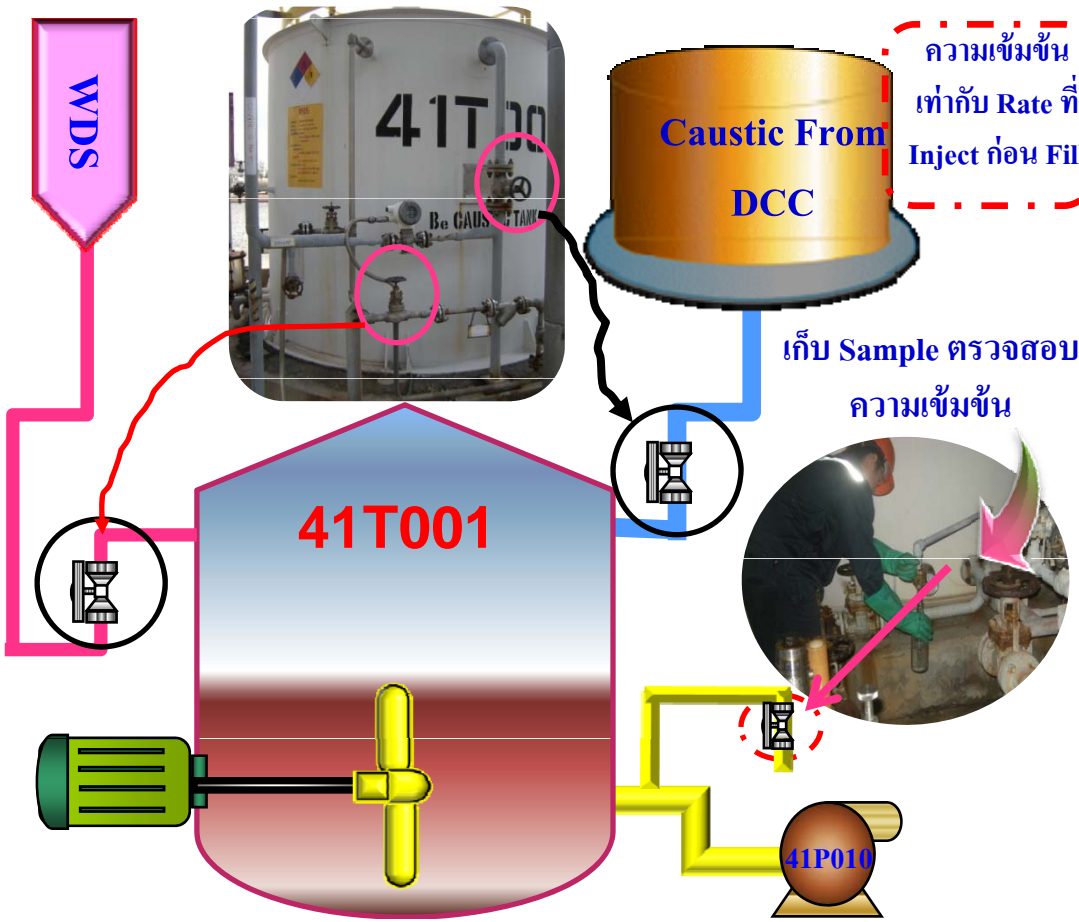 WDS
41T00
Be CAUSTIC TANK
Caustic From
DCC
ความเข้มข้น
เท่ากับ Rate ที่
Inject ก่อน Fil
เก็บ Sample ตรวจสอบ
ความเข้มข้น
41T001
41P010